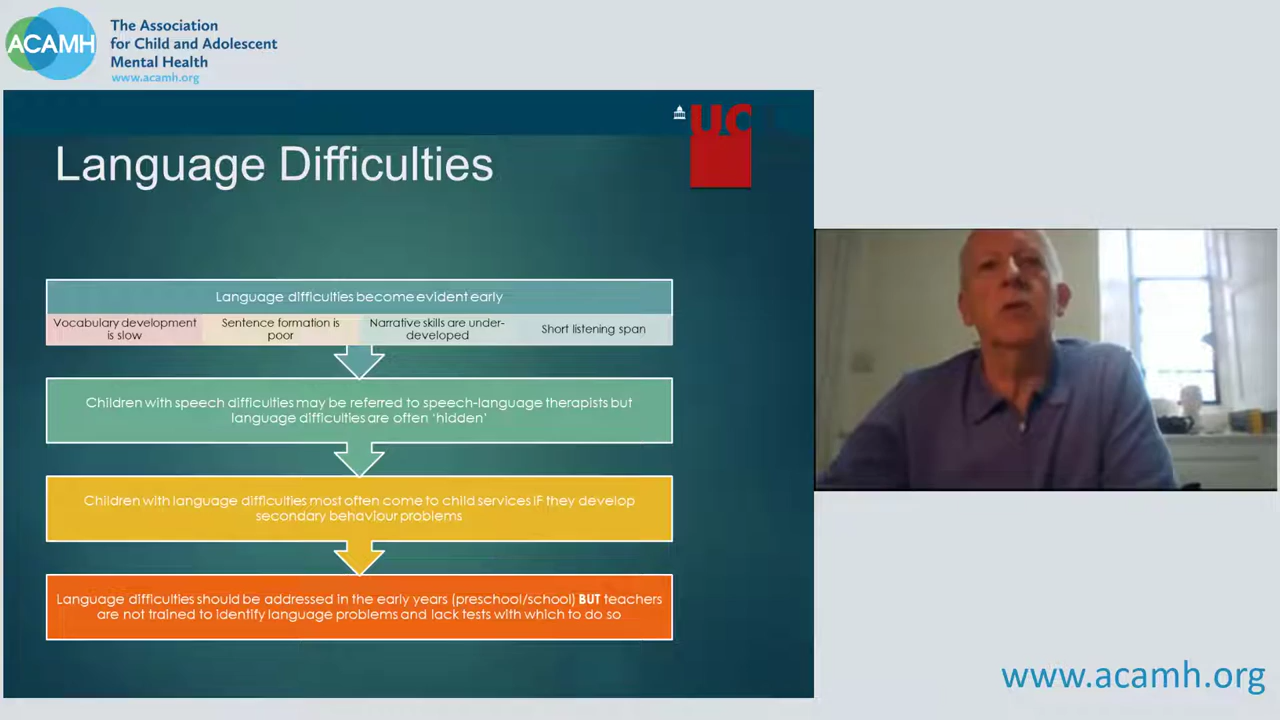 ACAMH
The Association
for Child and Adolescent
Mental Health
www.acamh.org
Language Difficulties
Language difficulties become evident early
Vocabulary development
is slow
Sentence formation is
poor
Narrative skills are under-
developed
Short listening span
Children with speech difficulties may be referred to speech-language therapists but
language difficulties are often ‘hidden’
Children with language difficulties most often come to child services IF they develop
secondary behaviour problems
Language difficulties should be addressed in the early years (preschool/school) BUT teachers
are not trained to identify language problems and lack tests with which to do so
www.acamh.org